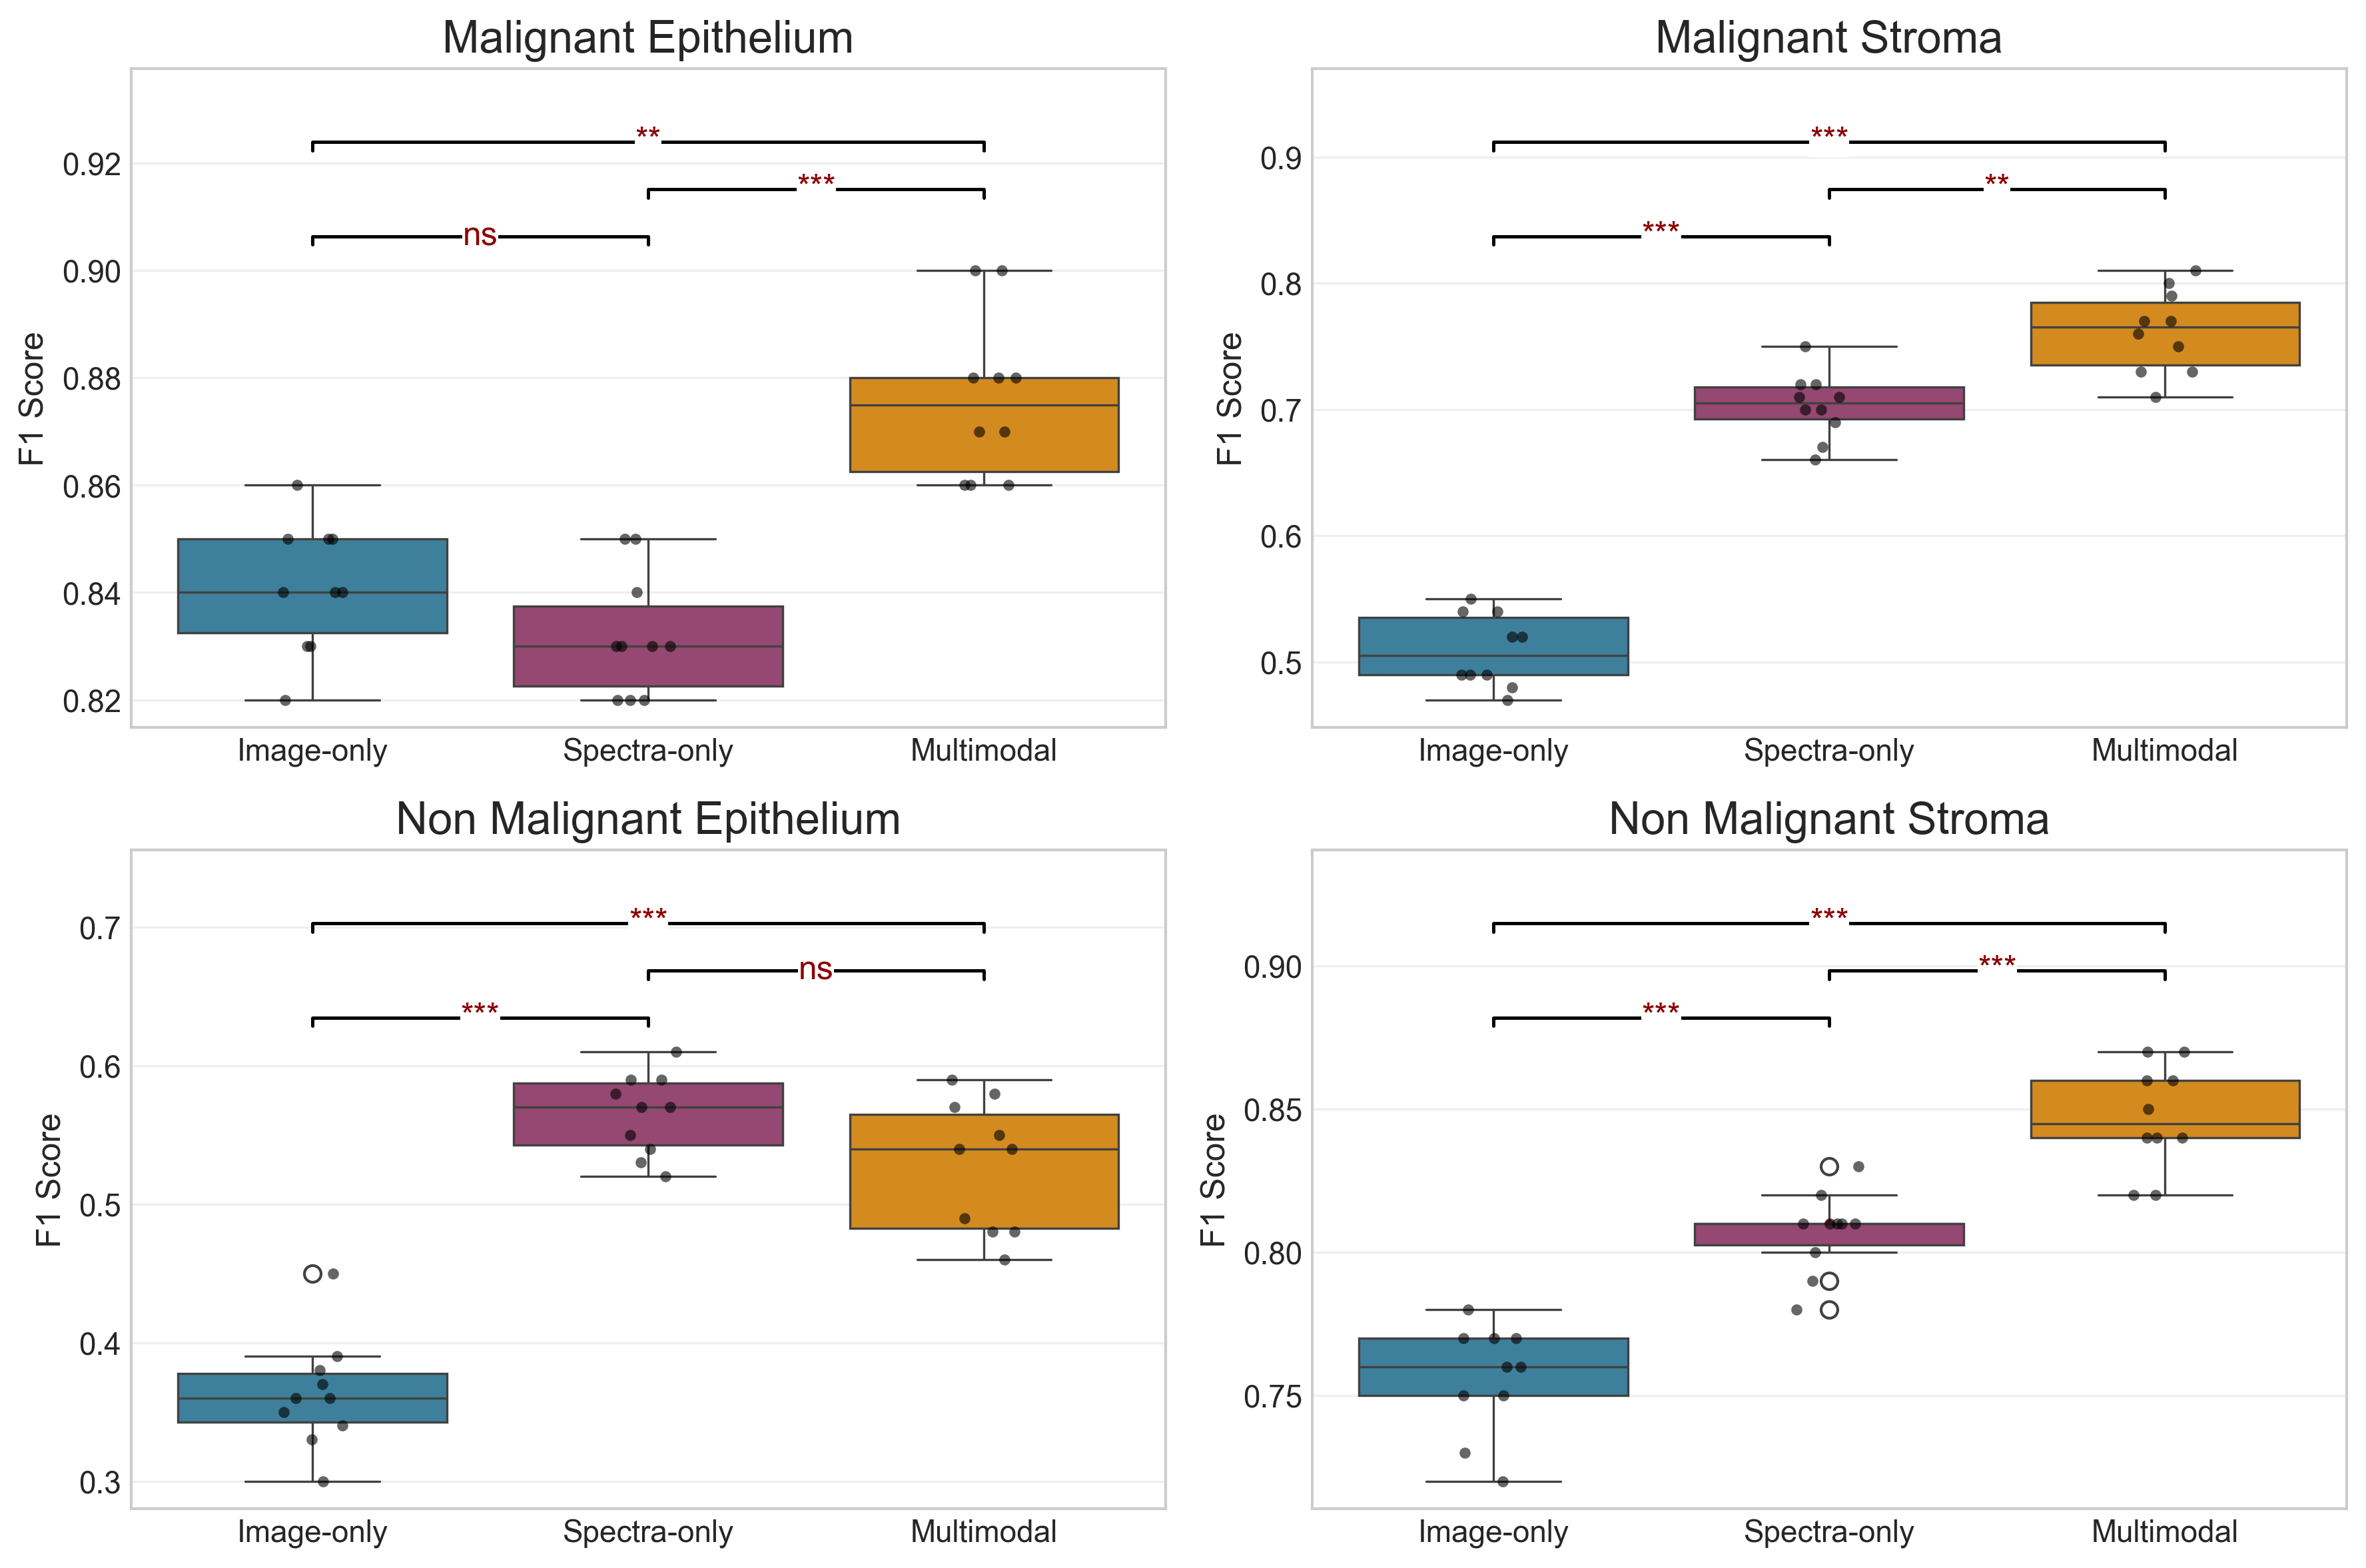 Malignant Epithelium
F1 Score
0.92
0.90
0.88
0.86
0.84
0.82
**
***
ns
Image-only
Spectra-only
Multimodal
Malignant Stroma
F1 Score
0.9
0.8
0.7
0.6
0.5
***
**
***
Image-only
Spectra-only
Multimodal
Non Malignant Epithelium
F1 Score
0.7
0.6
0.5
0.4
0.3
***
ns
***
Image-only
Spectra-only
Multimodal
Non Malignant Stroma
F1 Score
0.90
0.85
0.80
0.75
***
***
***
Image-only
Spectra-only
Multimodal